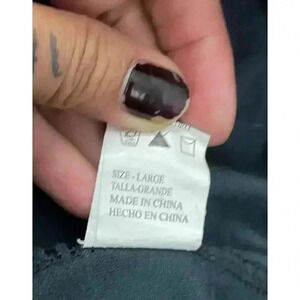 SIZE - LARGE
TALLA-GRANDE
MADE IN CHINA
HECHO EN CHINA